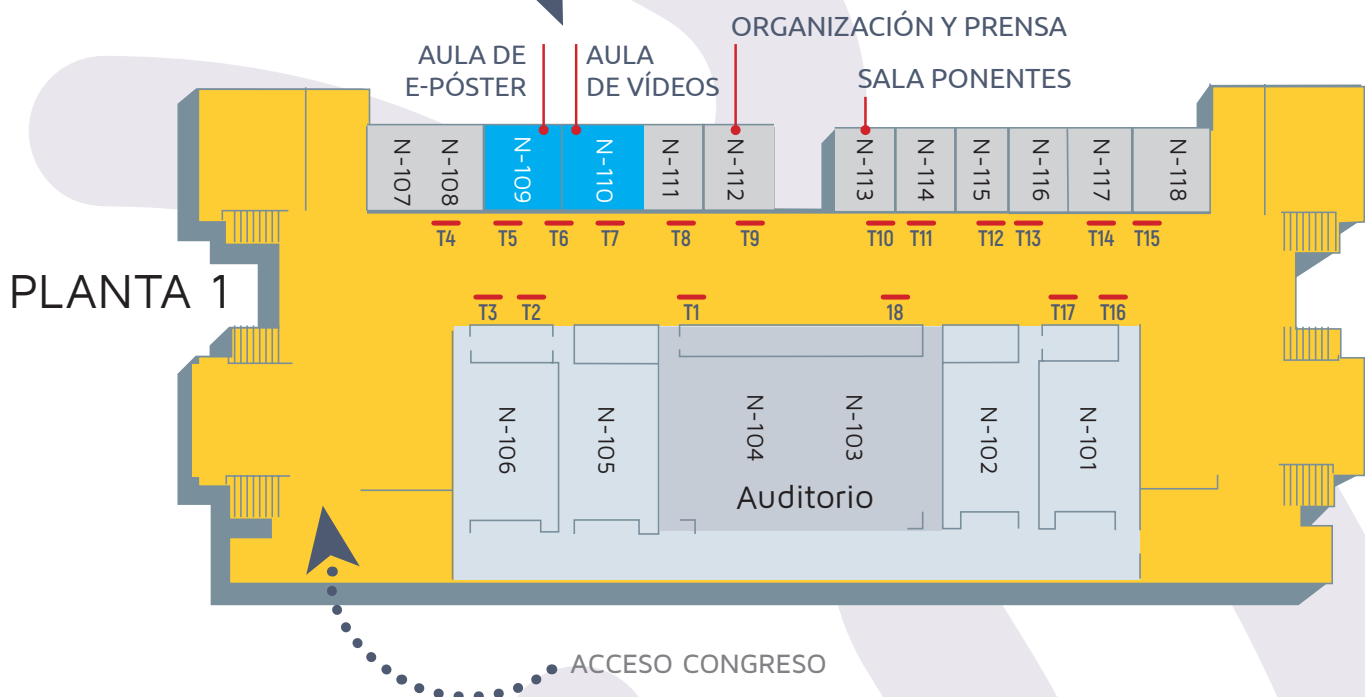 ORGANIZACIÓN Y PRENSA
AULA DE
E-PÓSTER
AULA
DE VÍDEOS
SALA PONENTES
N-107
N-108
N-109
N-110
N-111
N-112
N-113
N-114
N-115
N-116
N-117
N-118
T4
T5
T6
T7
T8
T9
T10
T11
T12
T13
T14
T15
PLANTA 1
T3
T2
T1
18
T17
T16
N-106
N-105
N-104
N-103
N-102
N-101
Auditorio
ACCESO CONGRESO